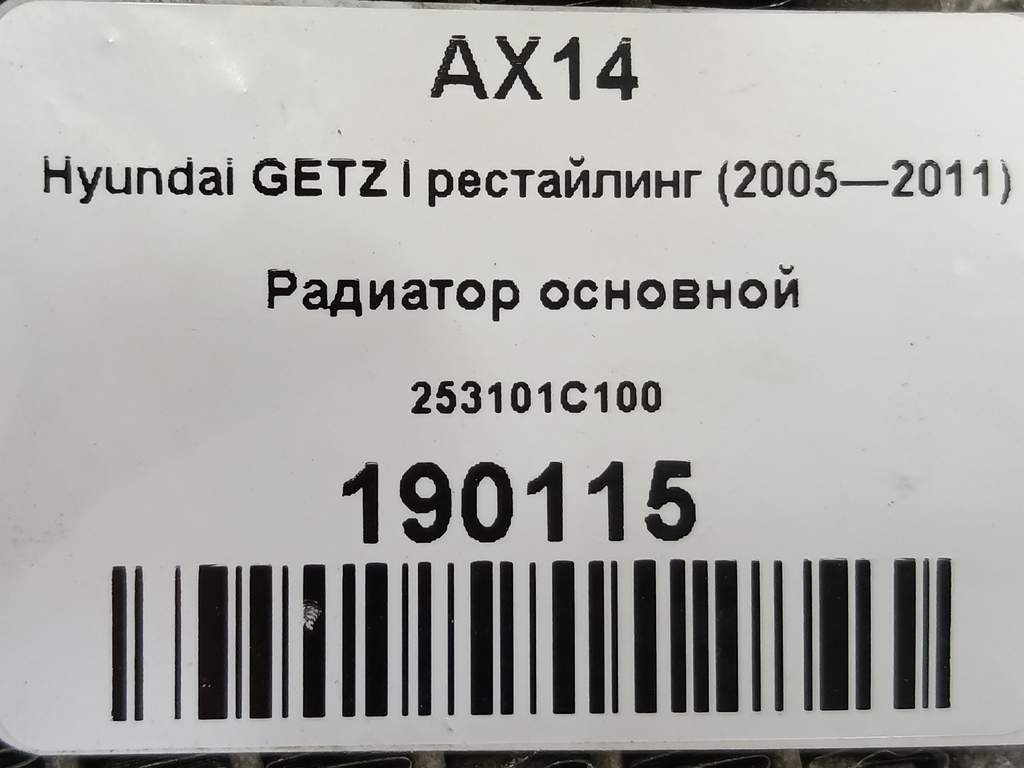 AX14
Hyundai GETZ I рестайлинг (2005—2011)
Радиатор основной
253101C100
190115